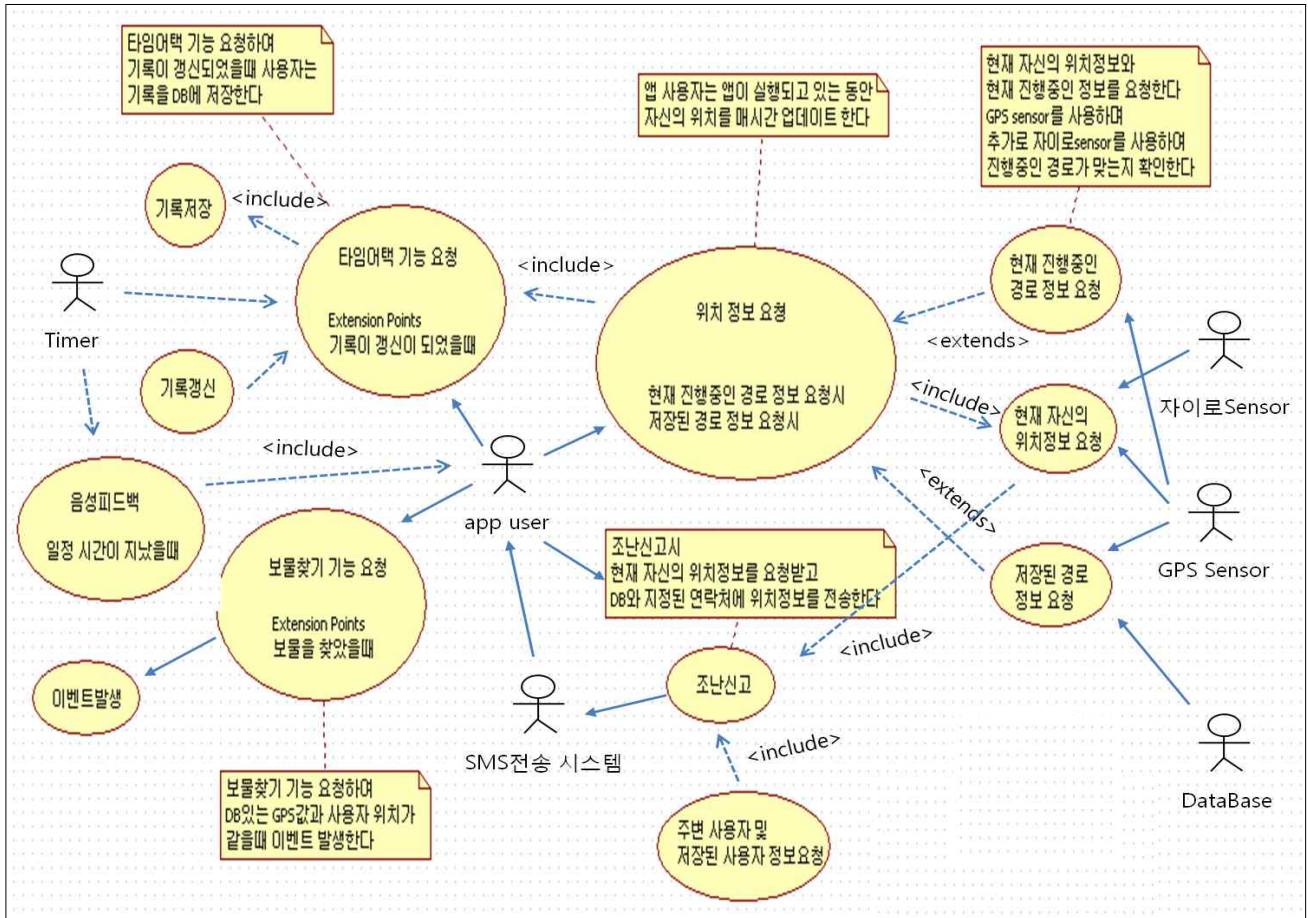 타임어택 기능 요청하여
기록이 갱신되었을때 사용자는
기록을 DB에 저장한다
앱 사용자는 앱이 실행되고 있는 동안
자신의 위치를 매시간 업데이트 한다
현재 자신의 위치정보와
현재 진행중인 정보를 요청한다
GPS sensor를 사용하며
추가로 자이로sensor를 사용하여
진행중인 경로가 맞는지 확인한다
기록저장
<include>
타임어택 기능 요청
Extension Points
기록이 갱신이 되었을때
<include>
위치 정보 요청
현재 진행중인 경로 정보 요청시
저장된 경로 정보 요청시
현재 진행중인
경로 정보 요청
<extends>
Timer
기록갱신
<include>
현재 자신의
위치정보 요청
자이로Sensor
<include>
음성피드백
일정 시간이 지났을때
app user
<extends>
보물찾기 기능 요청
Extension Points
보물을 찾았을때
조난신고시
현재 자신의 위치정보를 요청받고
DB와 지정된 연락처에 위치정보를 전송한다
저장된 경로
정보 요청
GPS Sensor
<include>
이벤트발생
조난신고
SMS전송 시스템
<include>
DataBase
보물찾기 기능 요청하여
DB있는 GPS값과 사용자 위치가
같을때 이벤트 발생한다
주변 사용자 및
저장된 사용자 정보요청